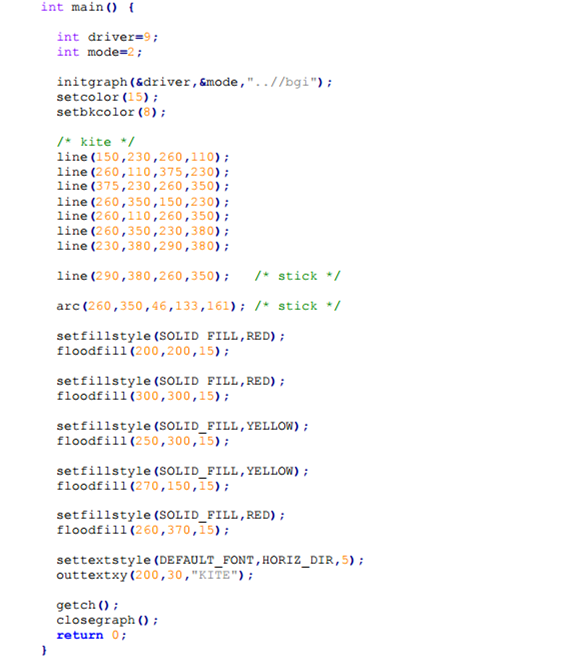 int main() {
int driver=9;
int mode=2;
initgraph(&driver,&mode,"..//bgi");
setcolor(15);
setbkcolor(8);
/* kite */
line(150,230,260,110);
line(260,110,375,230);
line(375,230,260,350);
line(260,350,150,230);
line(260,110,260,350);
line(260,350,230,380);
line(230,380,290,380);
line(290,380,260,350);   /* stick */
arc(260,350,46,133,161); /* stick */
setfillstyle(SOLID FILL,RED);
floodfill(200,200,15);
setfillstyle(SOLID FILL,RED);
floodfill(300,300,15);
setfillstyle(SOLID_FILL,YELLOW);
floodfill(250,300,15);
setfillstyle(SOLID_FILL,YELLOW);
floodfill(270,150,15);
setfillstyle(SOLID_FILL,RED);
floodfill(260,370,15);
settextstyle(DEFAULT_FONT,HORIZ_DIR,5);
outtextxy(200,30,"KITE");
getch();
closegraph();
return 0;
}